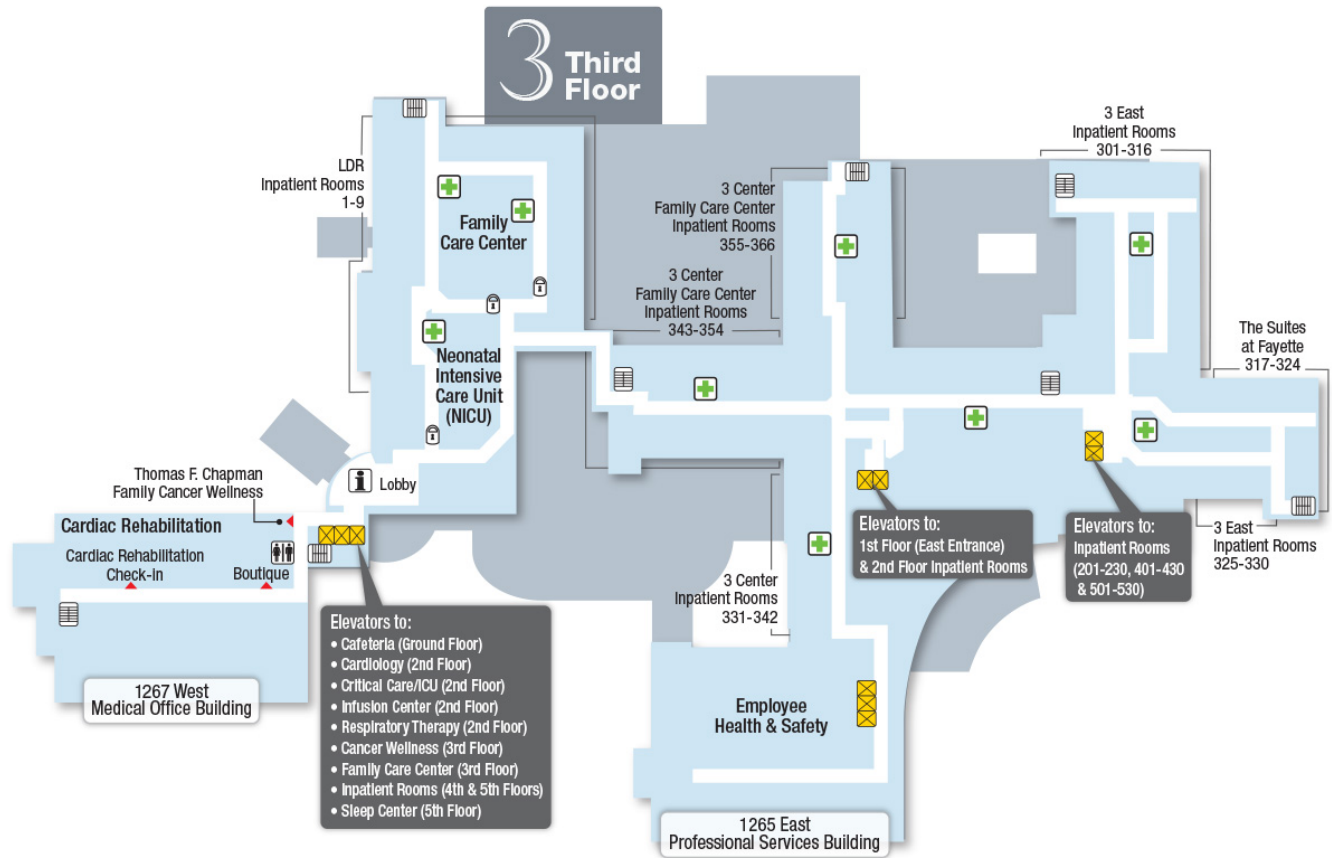 3 Third
Floor
LDR
Inpatient Rooms
1-9
Family
Care Center
Neonatal
Intensive
Care Unit
(NICU)
3 Center
Family Care Center
Inpatient Rooms
355-366
3 Center
Family Care Center
Inpatient Rooms
343-354
3 East
Inpatient Rooms
301-316
The Suites
at Fayette
317-324
Thomas F. Chapman
Family Cancer Wellness
i Lobby
Cardiac Rehabilitation
Cardiac Rehabilitation
Check-in
Boutique
1267 West
Medical Office Building
Elevators to:
• Cafeteria (Ground Floor)
• Cardiology (2nd Floor)
• Critical Care/ICU (2nd Floor)
• Infusion Center (2nd Floor)
• Respiratory Therapy (2nd Floor)
• Cancer Wellness (3rd Floor)
• Family Care Center (3rd Floor)
• Inpatient Rooms (4th & 5th Floors)
• Sleep Center (5th Floor)
3 Center
Inpatient Rooms
331-342
Elevators to:
1st Floor (East Entrance)
& 2nd Floor Inpatient Rooms
Elevators to:
Inpatient Rooms
(201-230, 401-430
& 501-530)
3 East
Inpatient Rooms
325-330
Employee
Health & Safety
1265 East
Professional Services Building